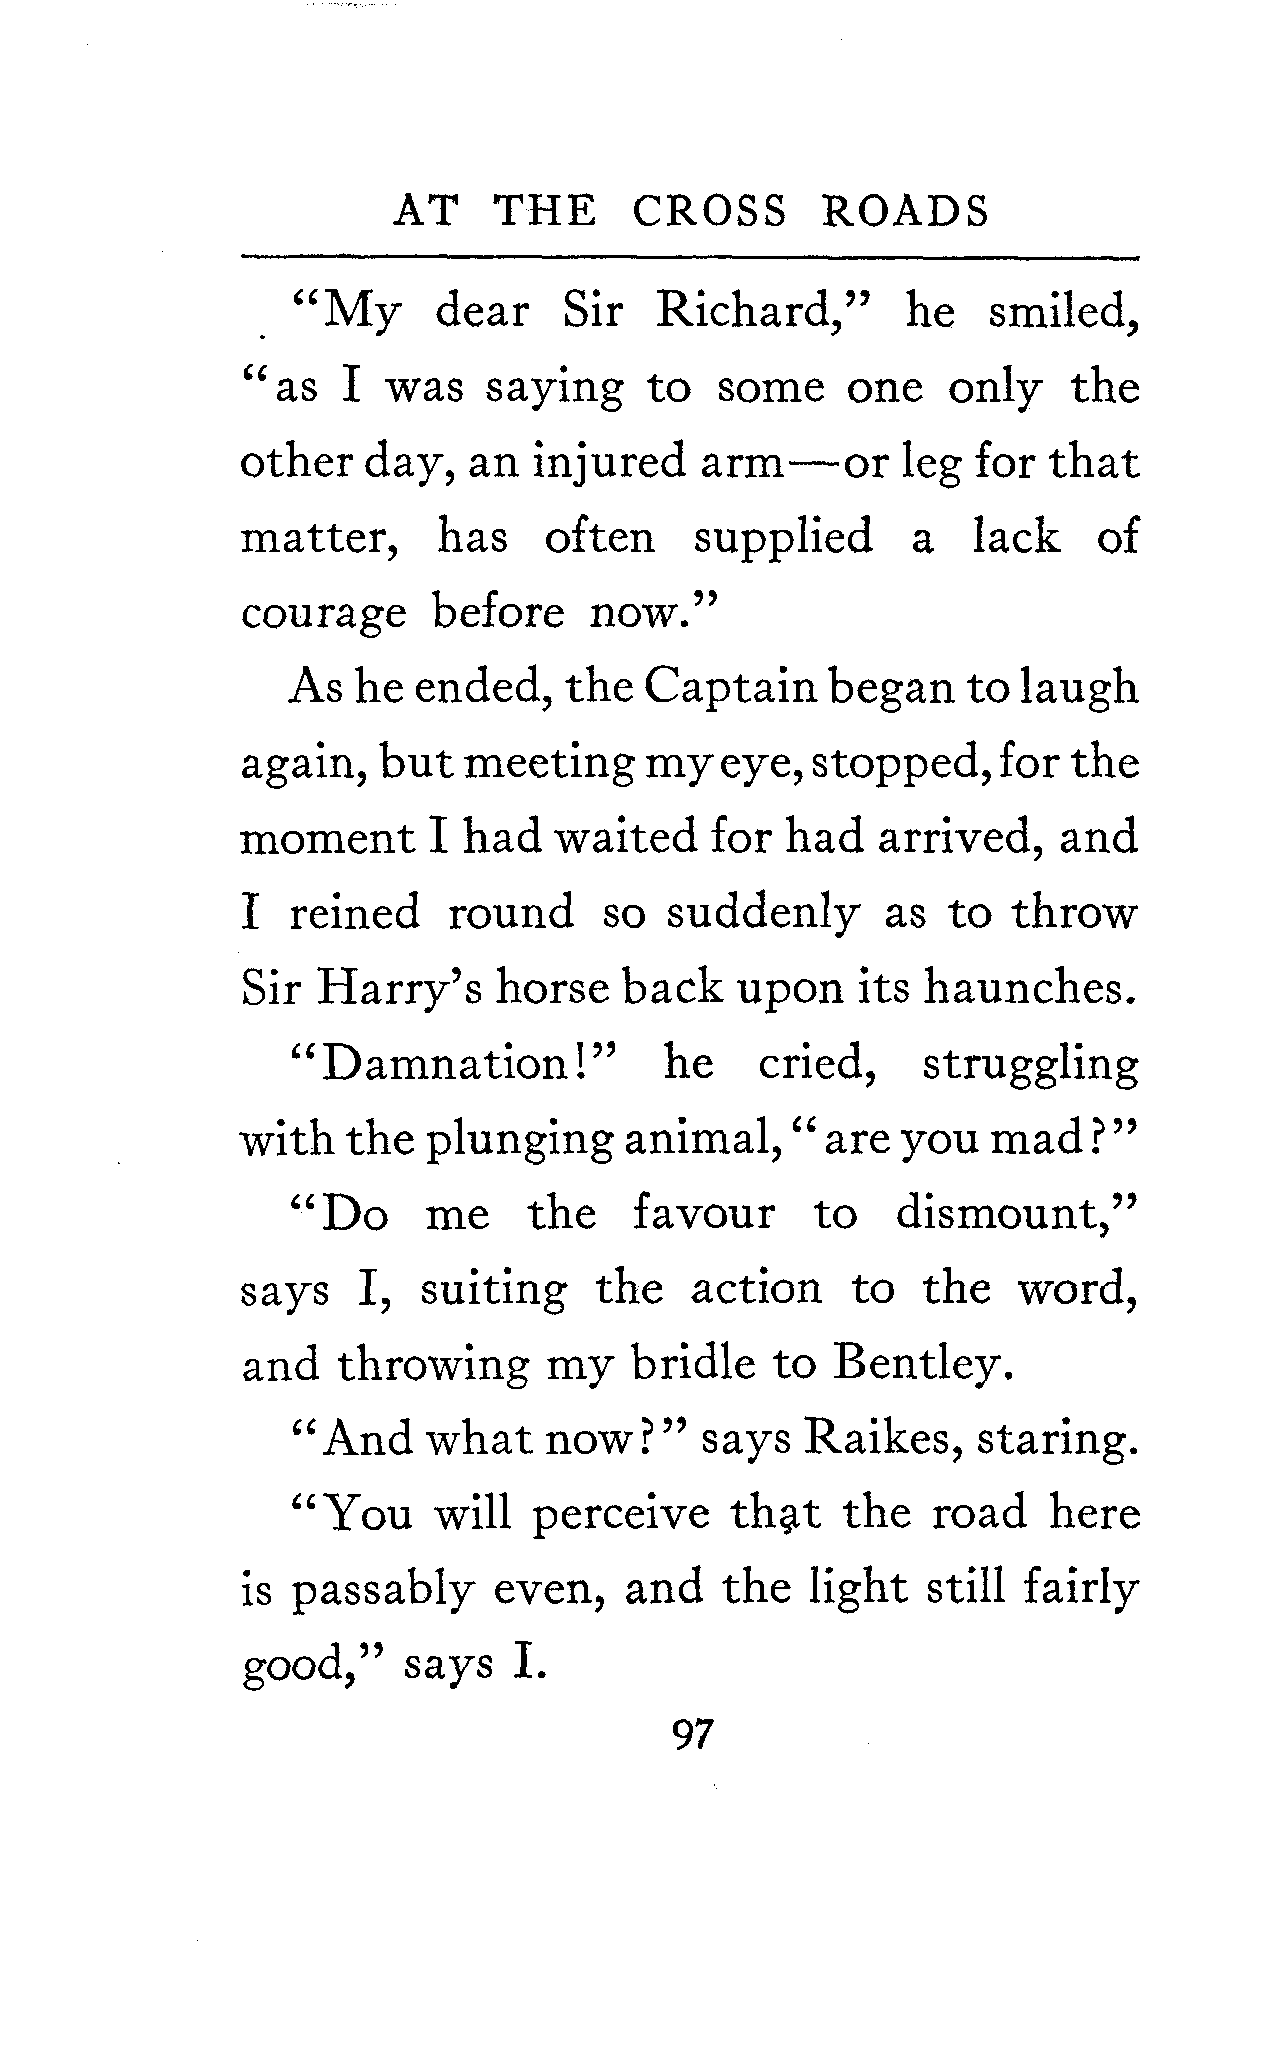 AT THE CROSS ROADS
"My dear Sir Richard," he smiled,
"as I was saying to some one only the
other day, an injured arm—or leg for that
matter, has often supplied a lack of
courage before now."
As he ended, the Captain began to laugh
again, but meeting my eye, stopped, for the
moment I had waited for had arrived, and
I reined round so suddenly as to throw
Sir Harry's horse back upon its haunches.
"Damnation!" he cried, struggling
with the plunging animal, "are you mad?"
"Do me the favour to dismount,"
says I, suiting the action to the word,
and throwing my bridle to Bentley.
"And what now?" says Raikes, staring.
"You will perceive that the road here
is passably even, and the light still fairly
good," says I.
97